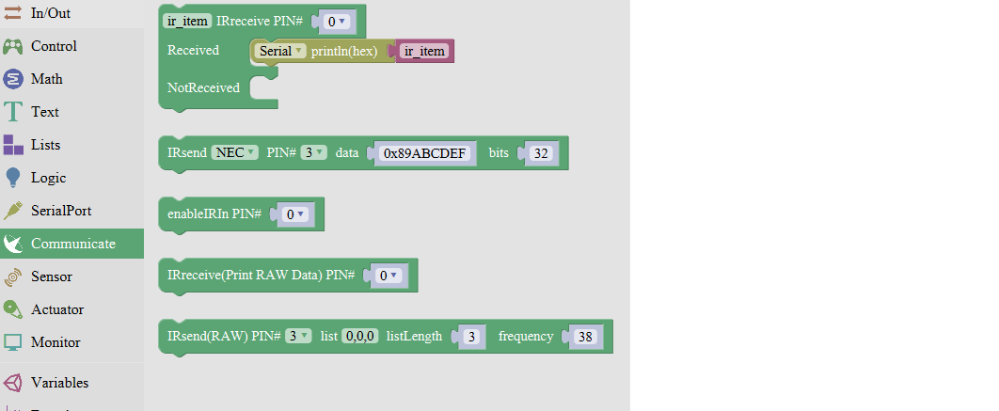 In/Out
Control
Math
Text
Lists
Logic
SerialPort
Communicate
Sensor
Actuator
Monitor
Variables
ir_item IRreceive PIN# 0
Received Serial println(hex) ir_item
NotReceived
IRsend NEC PIN# 3 data 0x89ABCDEF bits 32
enableIRIn PIN# 0
IRreceive(Print RAW Data) PIN# 0
IRsend(RAW) PIN# 3 list 0,0,0 listLength 3 frequency 38